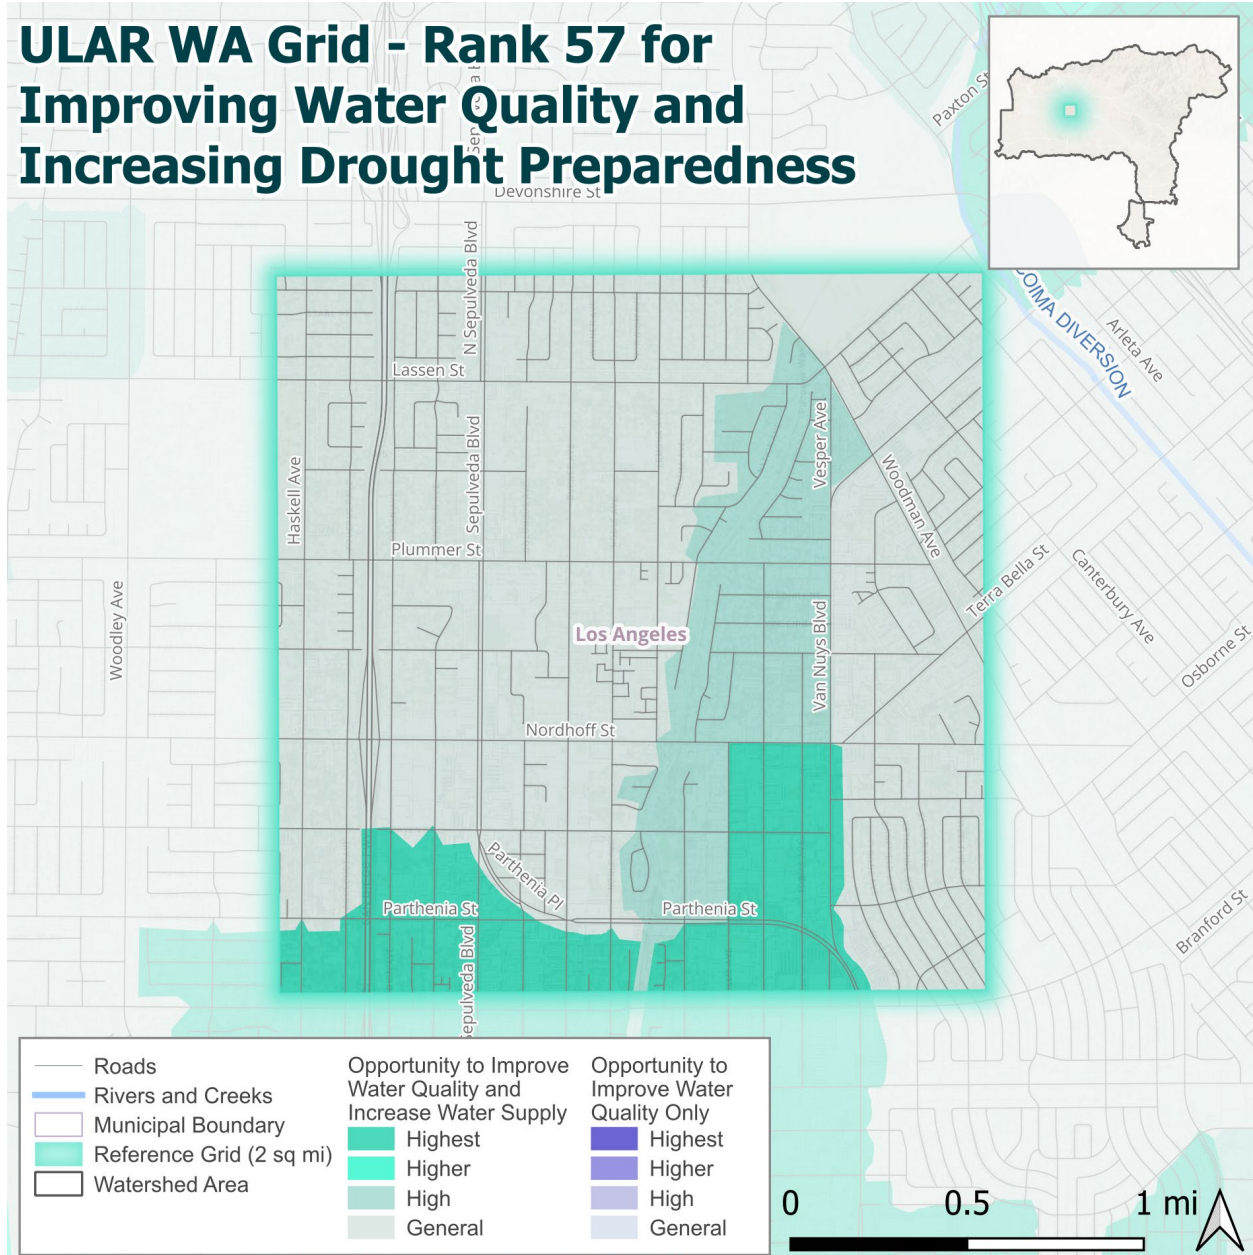 ULAR WA Grid - Rank 57 for
Improving Water Quality and
Increasing Drought Preparedness
Devonshire St
Paxton St
N Sepulveda Blvd
COIMA DIVERSION
Arleta Ave
Lassen St
Sepulveda Blvd
Vesper Ave
Haskell Ave
Woodman Ave
Plummer St
Terra Bella St
Canterbury Ave
Woodley Ave
Los Angeles
Van Nuys Blvd
Osborne St
Nordhoff St
Parthenia Pl
Parthenia St
Parthenia St
Branford St
Sepulveda Blvd
Roads
Rivers and Creeks
Municipal Boundary
Reference Grid (2 sq mi)
Watershed Area
Opportunity to Improve
Water Quality and
Increase Water Supply
Highest
Higher
High
General
Opportunity to
Improve Water
Quality Only
Highest
Higher
High
General
0 0.5 1 mi